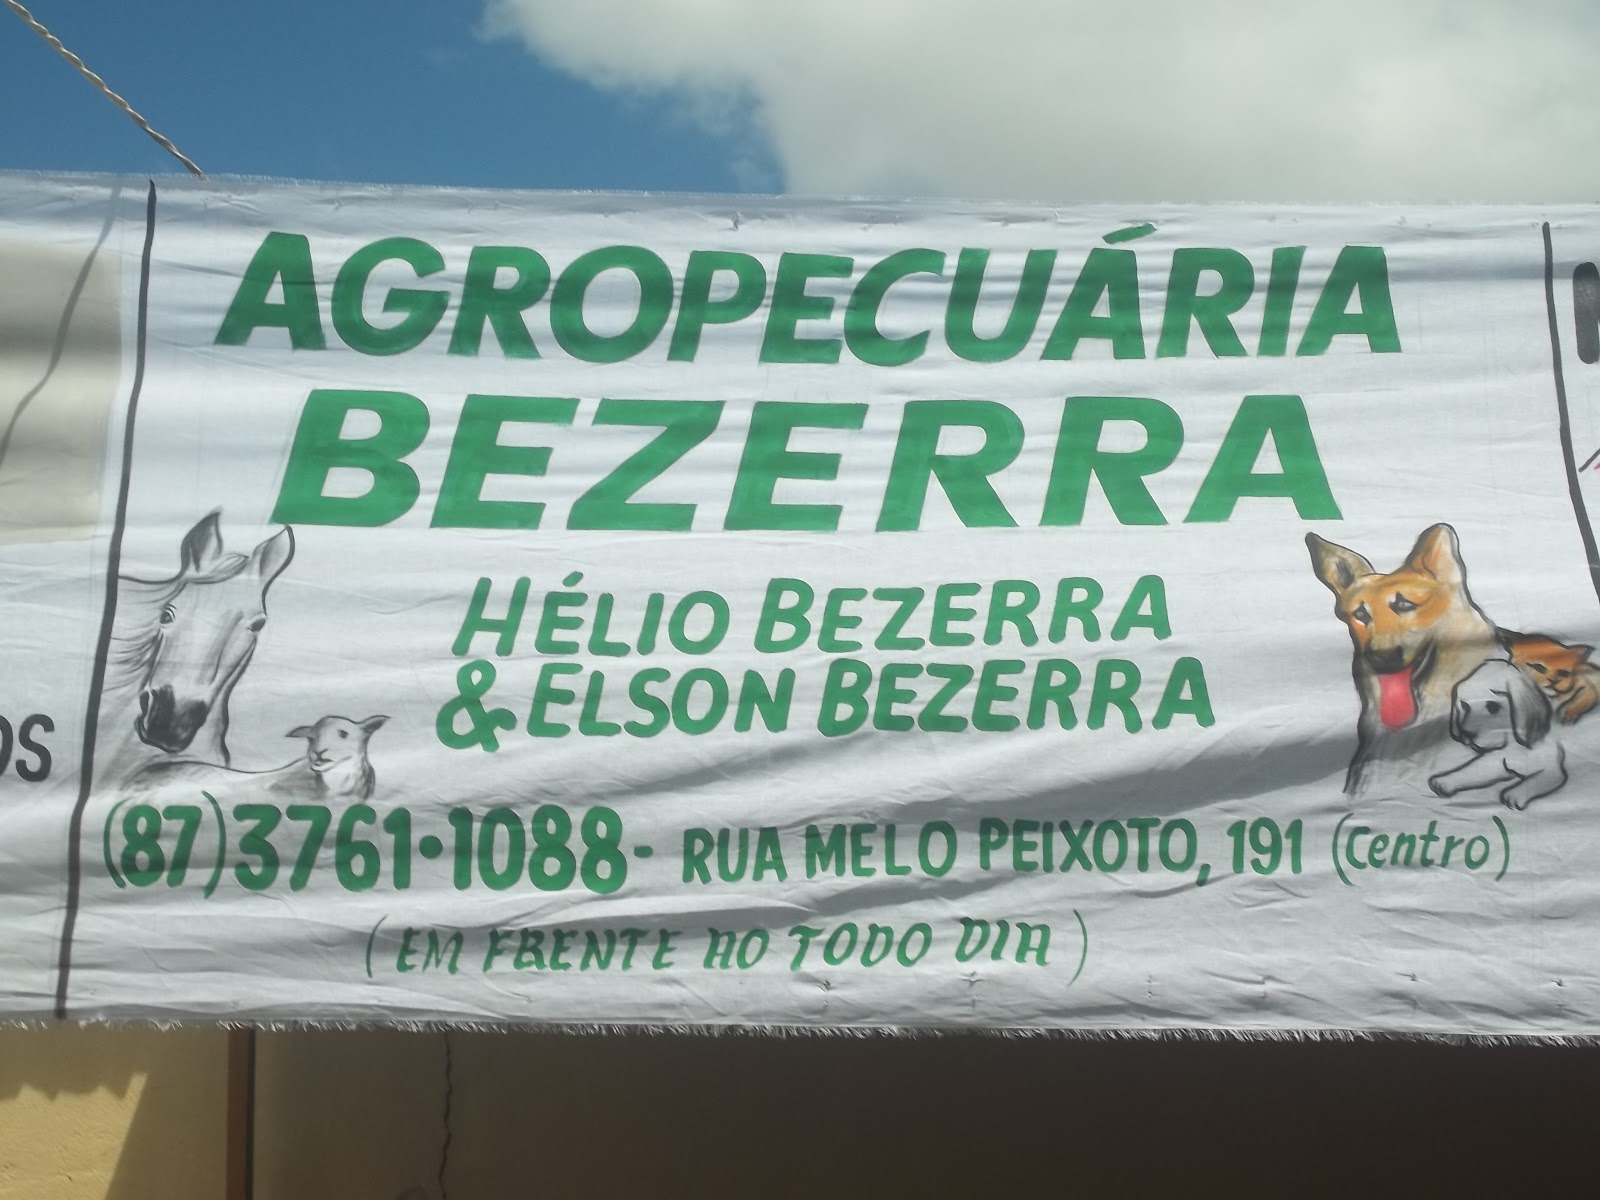 AGROPECUÁRIA
BEZERRA
HÉLIO BEZERRA
& ELSON BEZERRA
OS
(87)3761•1088- RUA MELO PEIXOTO, 191 (Centro)
(EM FRENTE AO TODO DIA)